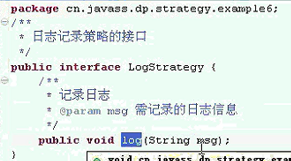 package cn.javass.dp.strategy.example6;
/**
* 日志记录策略的接口
*/
public interface LogStrategy {
/**
* 记录日志
* @param msg 需记录的日志信息
*/
public void log(String msg);
}
void cn.javass.dp.strategy.exam